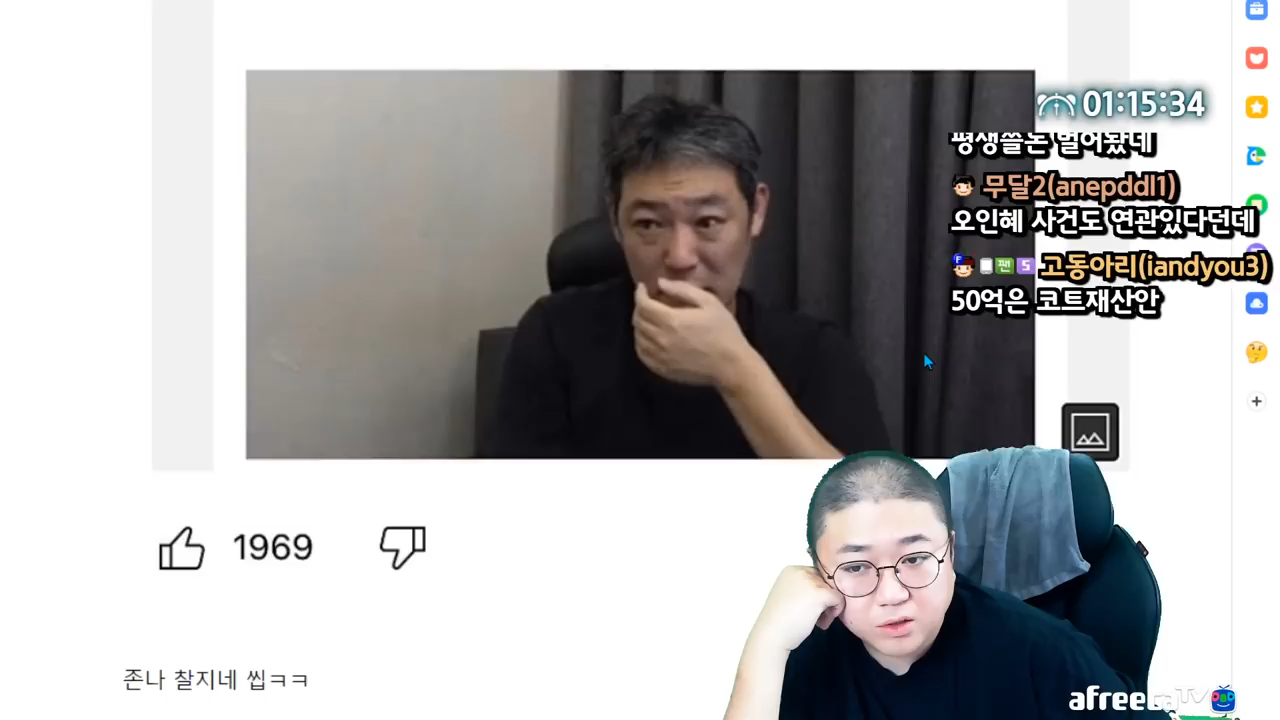 01:15:34
평생쓸돈 벌어놨데
무달2(anepddl1)
오인혜 사건도 연관있다던데
고동아리(iandyou3)
50억은 코트재산안
1969
존나 찰지네 씹ㅋㅋ